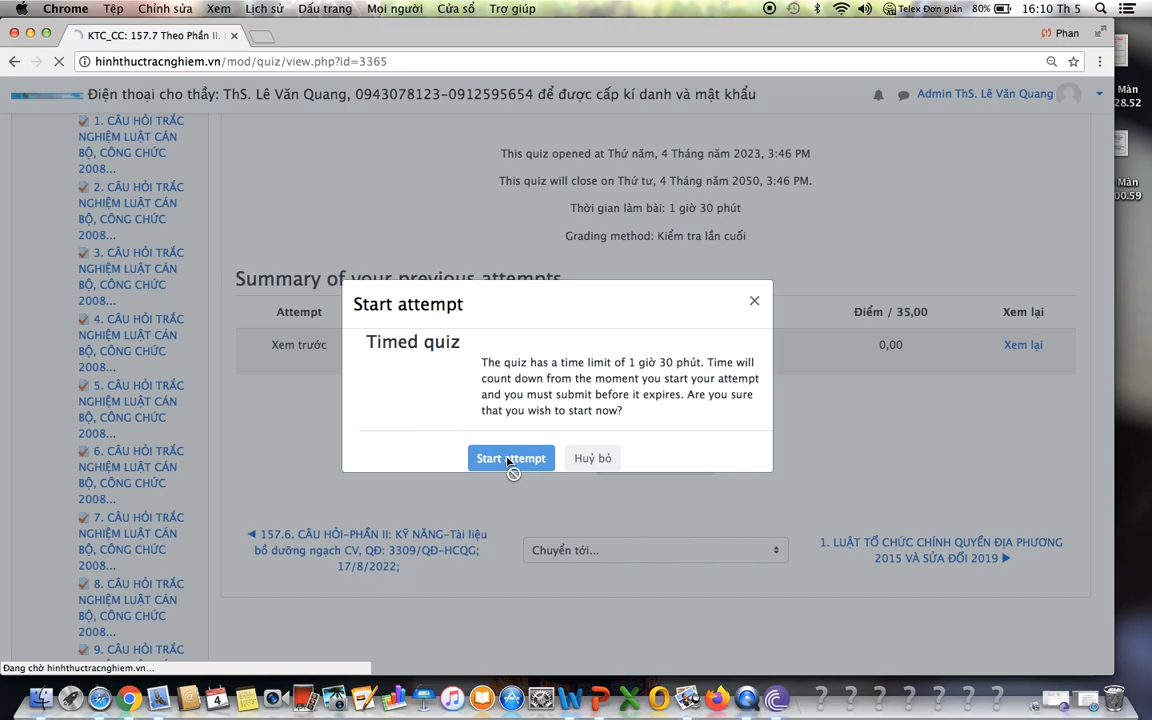 Chrome Tệp Chỉnh sửa Xem Lịch sử Dấu trang Mọi người Cửa sổ Trợ giúp
Telex Đơn giản 80% 16:10 Th 5
KTC_CC: 157.7 Theo Phần II.
Phan
hinhthuctracnghiem.vn/mod/quiz/view.php?id=3365
Điện thoại cho thầy: ThS. Lê Văn Quang, 0943078123-0912595654 để được cấp kí danh và mật khẩu
Admin ThS. Lê Văn Quang
Màn
28.52
Màn
00.59
1. CÂU HỎI TRẮC
NGHIỆM LUẬT CÁN
BỘ, CÔNG CHỨC
2008...
2. CÂU HỎI TRẮC
NGHIỆM LUẬT CÁN
BỘ, CÔNG CHỨC
2008...
3. CÂU HỎI TRẮC
NGHIỆM LUẬT CÁN
BỘ, CÔNG CHỨC
2008...
4. CÂU HỎI TRẮC
NGHIỆM LUẬT CÁN
BỘ, CÔNG CHỨC
2008...
5. CÂU HỎI TRẮC
NGHIỆM LUẬT CÁN
BỘ, CÔNG CHỨC
2008...
6. CÂU HỎI TRẮC
NGHIỆM LUẬT CÁN
BỘ, CÔNG CHỨC
2008...
7. CÂU HỎI TRẮC
NGHIỆM LUẬT CÁN
BỘ, CÔNG CHỨC
2008...
8. CÂU HỎI TRẮC
NGHIỆM LUẬT CÁN
BỘ, CÔNG CHỨC
2008...
9. CÂU HỎI TRẮC
This quiz opened at Thứ năm, 4 Tháng năm 2023, 3:46 PM
This quiz will close on Thứ tư, 4 Tháng năm 2050, 3:46 PM.
Thời gian làm bài: 1 giờ 30 phút
Grading method: Kiểm tra lần cuối
Summary of your previous attempts
Attempt Điểm / 35,00 Xem lại
Xem trước 0,00 Xem lại
Start attempt
Timed quiz
The quiz has a time limit of 1 giờ 30 phút. Time will
count down from the moment you start your attempt
and you must submit before it expires. Are you sure
that you wish to start now?
Start attempt Huỷ bỏ
◄ 157.6. CÂU HỎI-PHẦN II: KỸ NĂNG-Tài liệu
bồ dưỡng ngạch CV, QĐ: 3309/QĐ-HCQG;
17/8/2022;
Chuyển tới...
1. LUẬT TỔ CHỨC CHÍNH QUYỀN ĐỊA PHƯƠNG
2015 VÀ SỬA ĐỔI 2019 ►
Đang chờ hinhthuctracnghiem.vn...
4